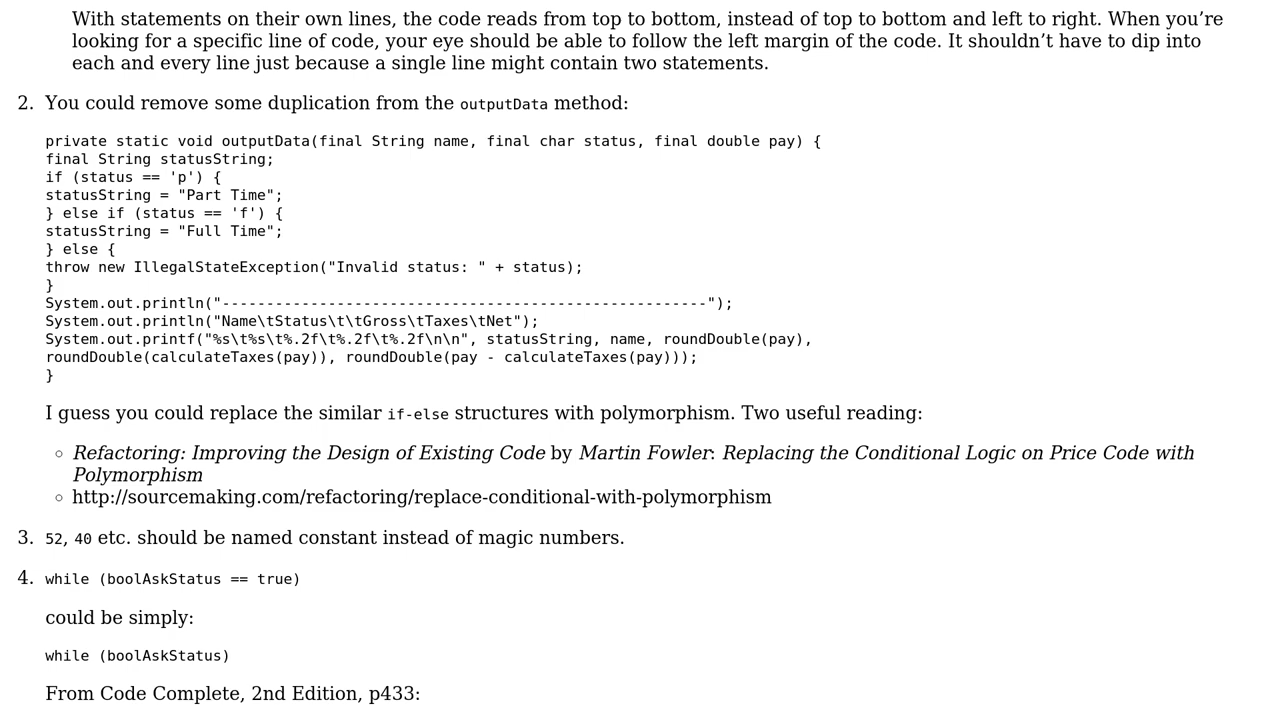 With statements on their own lines, the code reads from top to bottom, instead of top to bottom and left to right. When you’re
looking for a specific line of code, your eye should be able to follow the left margin of the code. It shouldn’t have to dip into
each and every line just because a single line might contain two statements.
2. You could remove some duplication from the outputData method:
private static void outputData(final String name, final char status, final double pay) {
final String statusString;
if (status == 'p') {
statusString = "Part Time";
} else if (status == 'f') {
statusString = "Full Time";
} else {
throw new IllegalStateException("Invalid status: " + status);
}
System.out.println("-------------------------------------------------------");
System.out.println("Name\tStatus\t\tGross\tTaxes\tNet");
System.out.printf("%s\t%s\t%.2f\t%.2f\t%.2f\n\n", statusString, name, roundDouble(pay),
roundDouble(calculateTaxes(pay)), roundDouble(pay - calculateTaxes(pay)));
}
I guess you could replace the similar if-else structures with polymorphism. Two useful reading:
◦ Refactoring: Improving the Design of Existing Code by Martin Fowler: Replacing the Conditional Logic on Price Code with
Polymorphism
◦ http://sourcemaking.com/refactoring/replace-conditional-with-polymorphism
3. 52, 40 etc. should be named constant instead of magic numbers.
4. while (boolAskStatus == true)
could be simply:
while (boolAskStatus)
From Code Complete, 2nd Edition, p433: